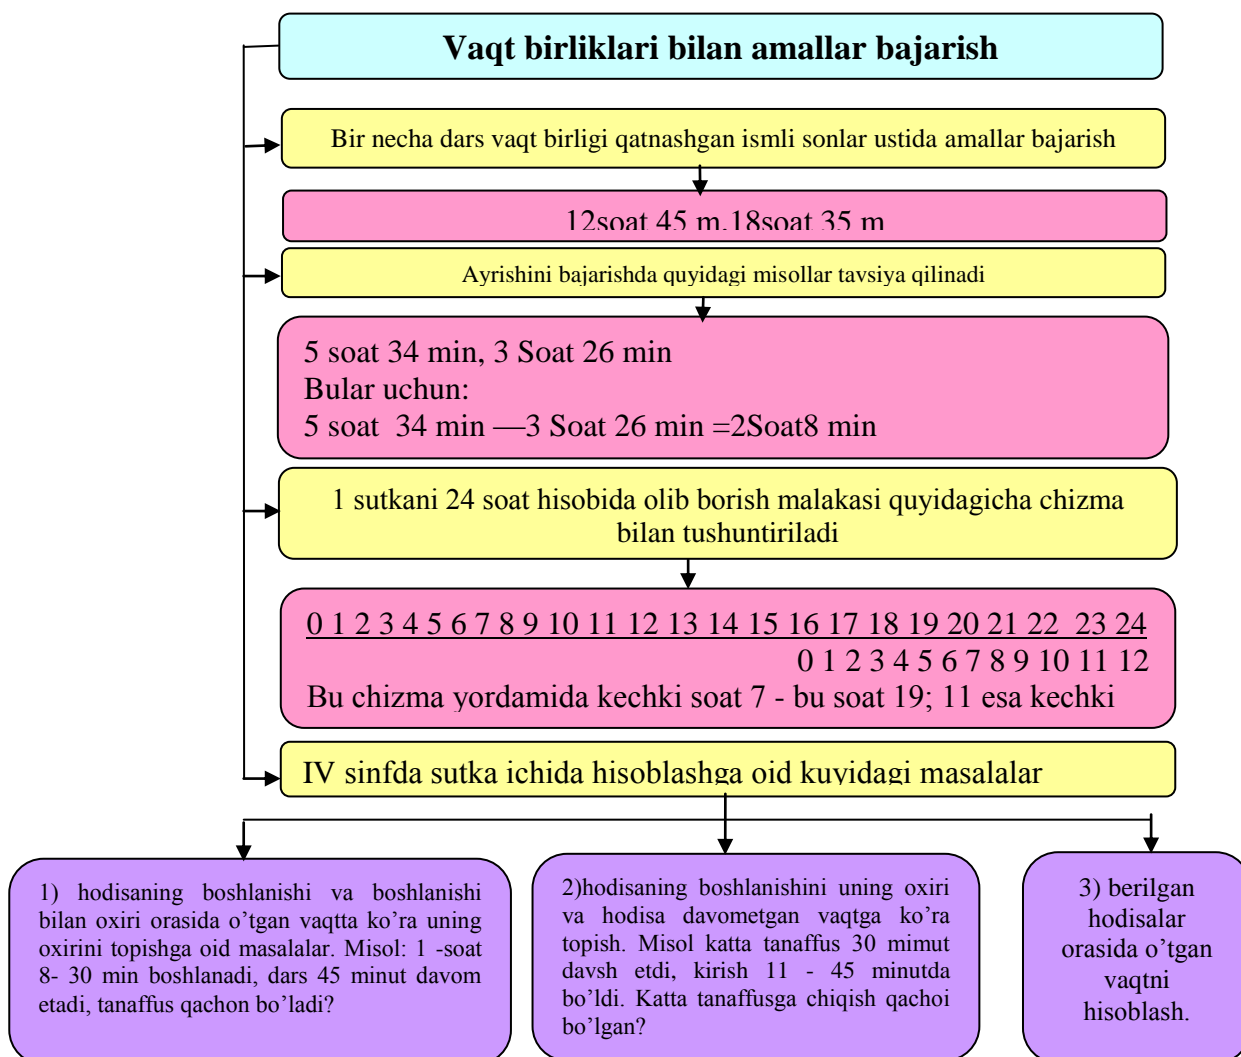 Vaqt birliklari bilan amallar bajarish
Bir necha dars vaqt birligi qatnashgan ismli sonlar ustida amallar bajarish
12soat 45 m.18soat 35 m
Ayrishini bajarishda quyidagi misollar tavsiya qilinadi
5 soat 34 min, 3 Soat 26 min
Bular uchun:
5 soat 34 min —3 Soat 26 min =2Soat8 min
1 sutkani 24 soat hisobida olib borish malakasi quyidagicha chizma
bilan tushuntiriladi
0 1 2 3 4 5 6 7 8 9 10 11 12 13 14 15 16 17 18 19 20 21 22 23 24
0 1 2 3 4 5 6 7 8 9 10 11 12
Bu chizma yordamida kechki soat 7 - bu soat 19; 11 esa kechki
IV sinfda sutka ichida hisoblashga oid kuyidagi masalalar
1) hodisaning boshlanishi va boshlanishi
bilan oxiri orasida o’tgan vaqtta ko’ra uning
oxirini topishga oid masalalar. Misol: 1 -soat
8- 30 min boshlanadi, dars 45 minut davom
etadi, tanaffus qachon bo’ladi?
2)hodisaning boshlanishini uning oxiri
va hodisa davometgan vaqtga ko’ra
topish. Misol katta tanaffus 30 mimut
davsh etdi, kirish 11 - 45 minutda
bo’ldi. Katta tanaffusga chiqish qachoi
bo’lgan?
3) berilgan
hodisalar
orasida o’tgan
vaqtni
hisoblash.